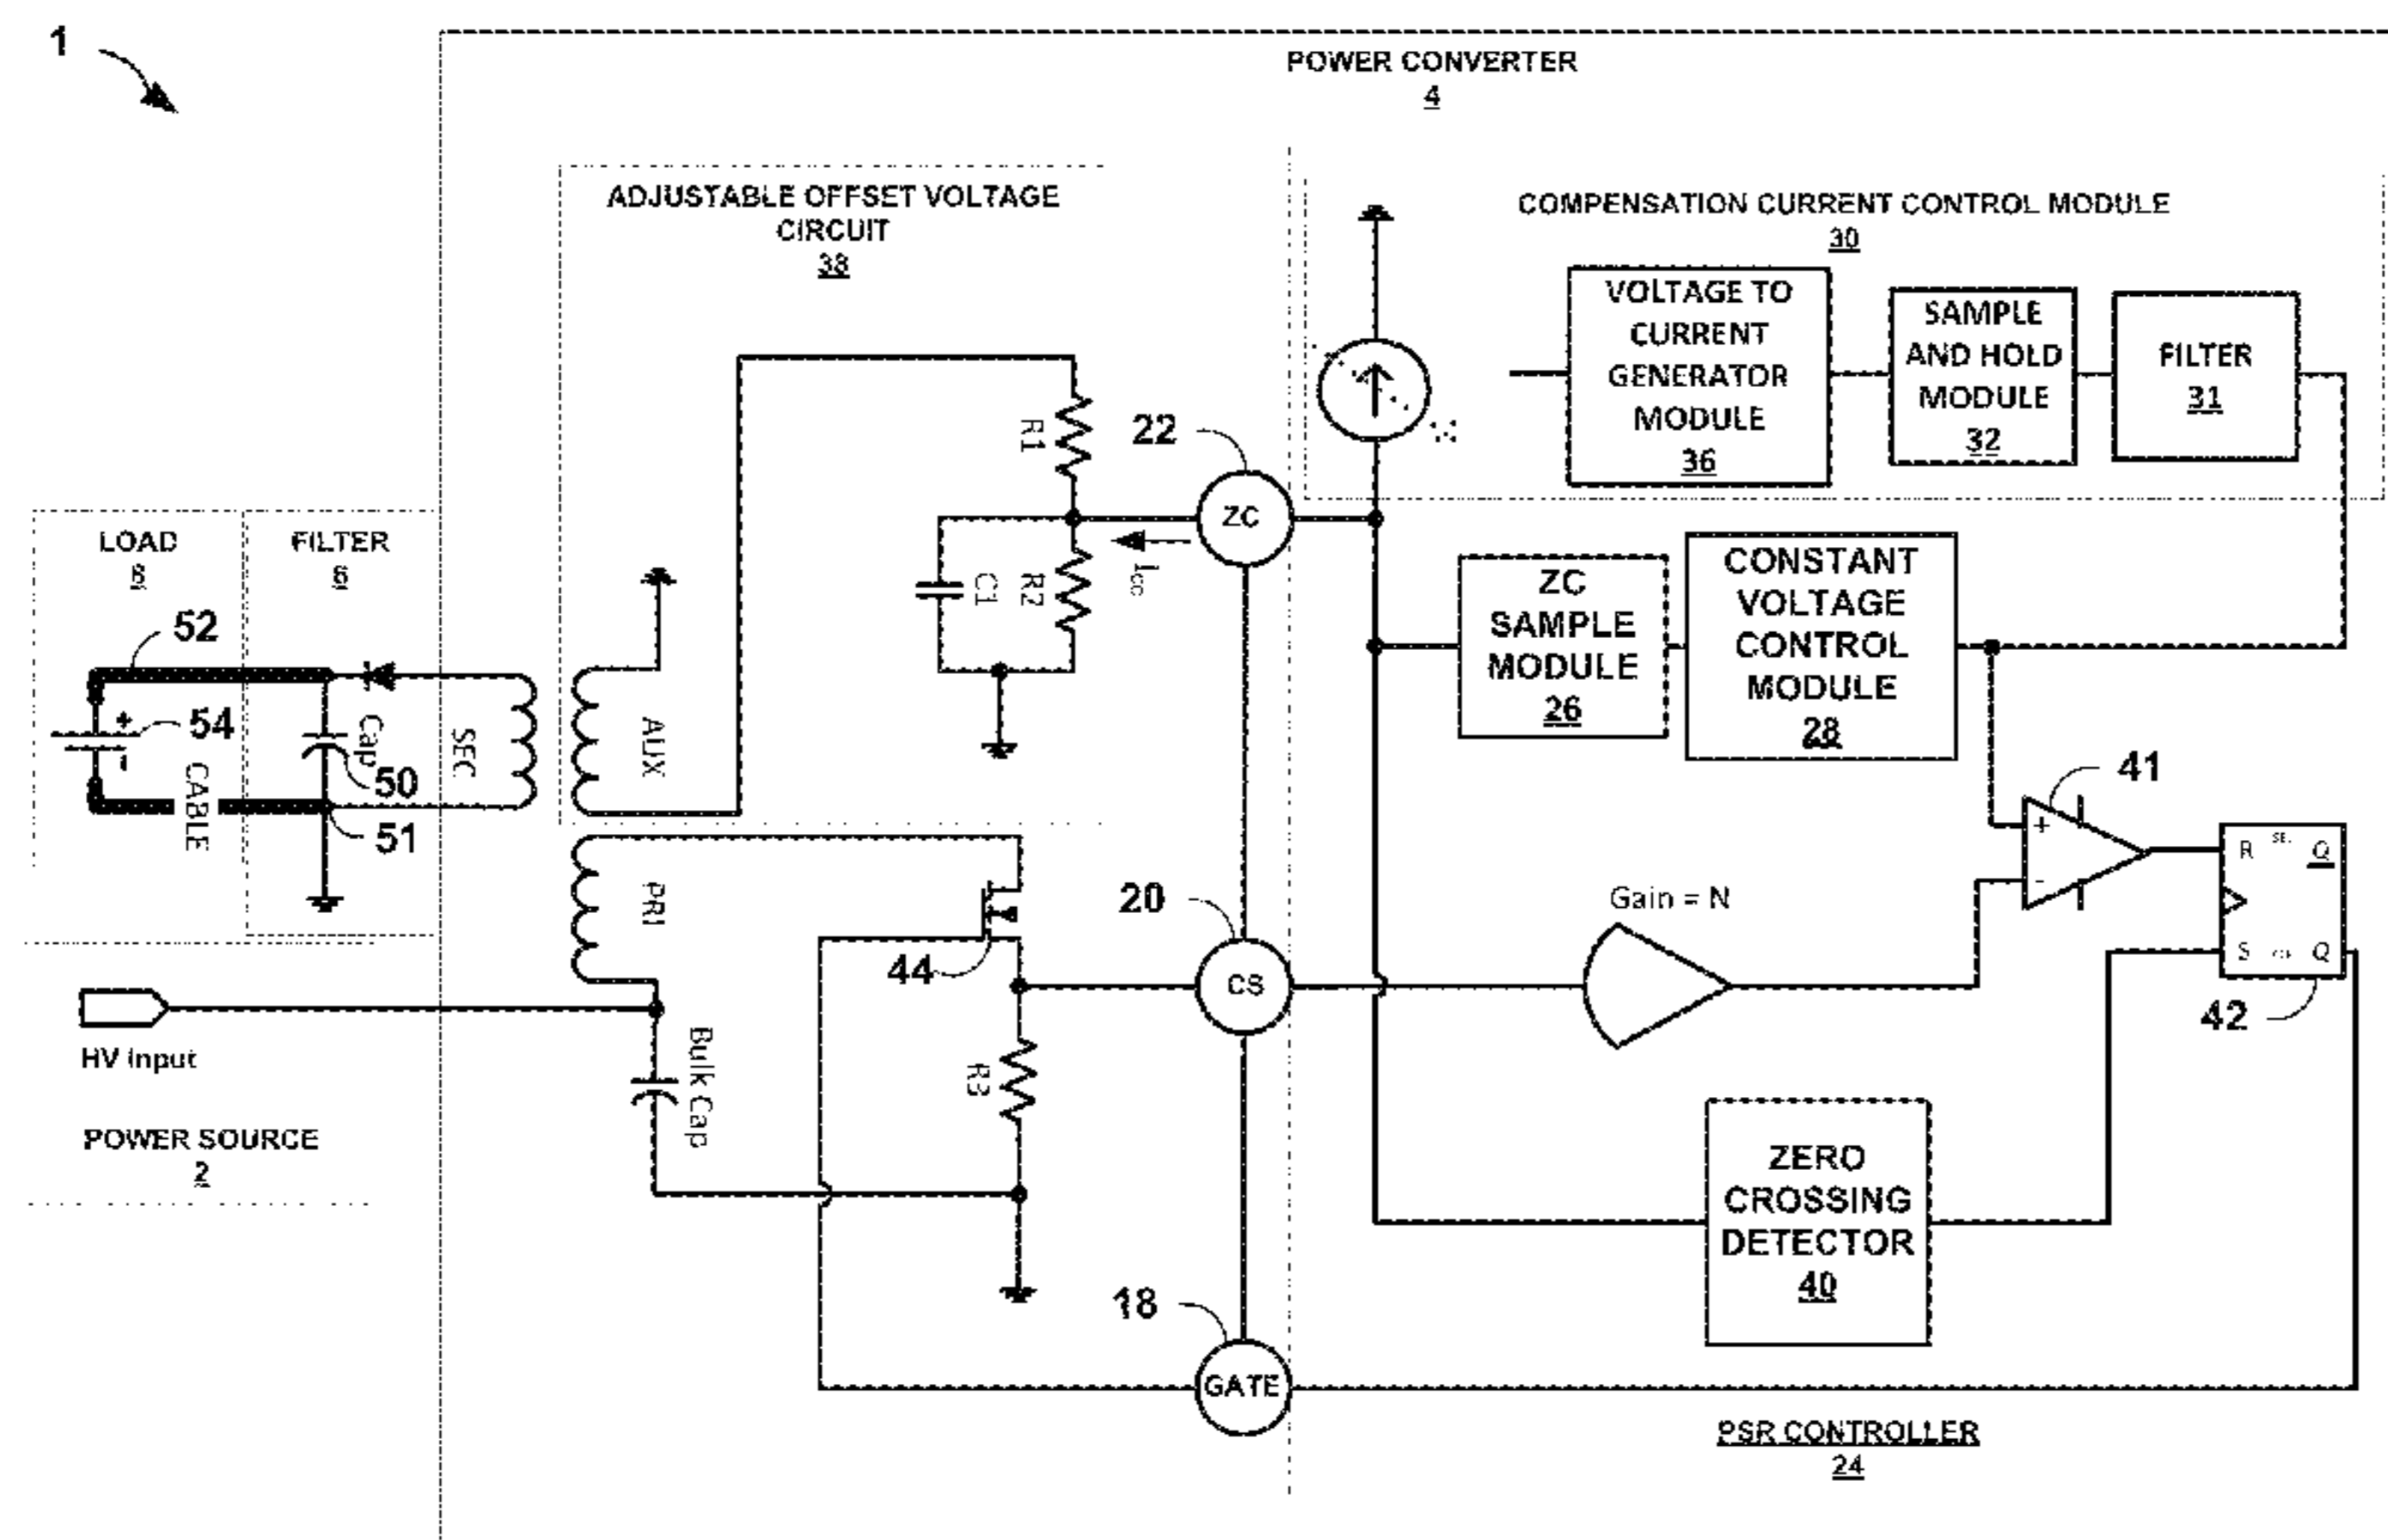 1
POWER CONVERTER
4
ADJUSTABLE OFFSET VOLTAGE
CIRCUIT
38
COMPENSATION CURRENT CONTROL MODULE
30
VOLTAGE TO
CURRENT
GENERATOR
MODULE
36
SAMPLE
AND HOLD
MODULE
32
FILTER
31
R1
22
ZC
LOAD
6
FILTER
6
C1
R2
ZC
SAMPLE
MODULE
26
CONSTANT
VOLTAGE
CONTROL
MODULE
28
52
+
54
-
CABLE
Cap
50
51
SEC
AUX
41
+
-
R
Q
S
Q
42
PRI
44
20
CS
Gain = N
HV Input
Bulk Cap
R3
POWER SOURCE
2
ZERO
CROSSING
DETECTOR
40
18
GATE
PSR CONTROLLER
24